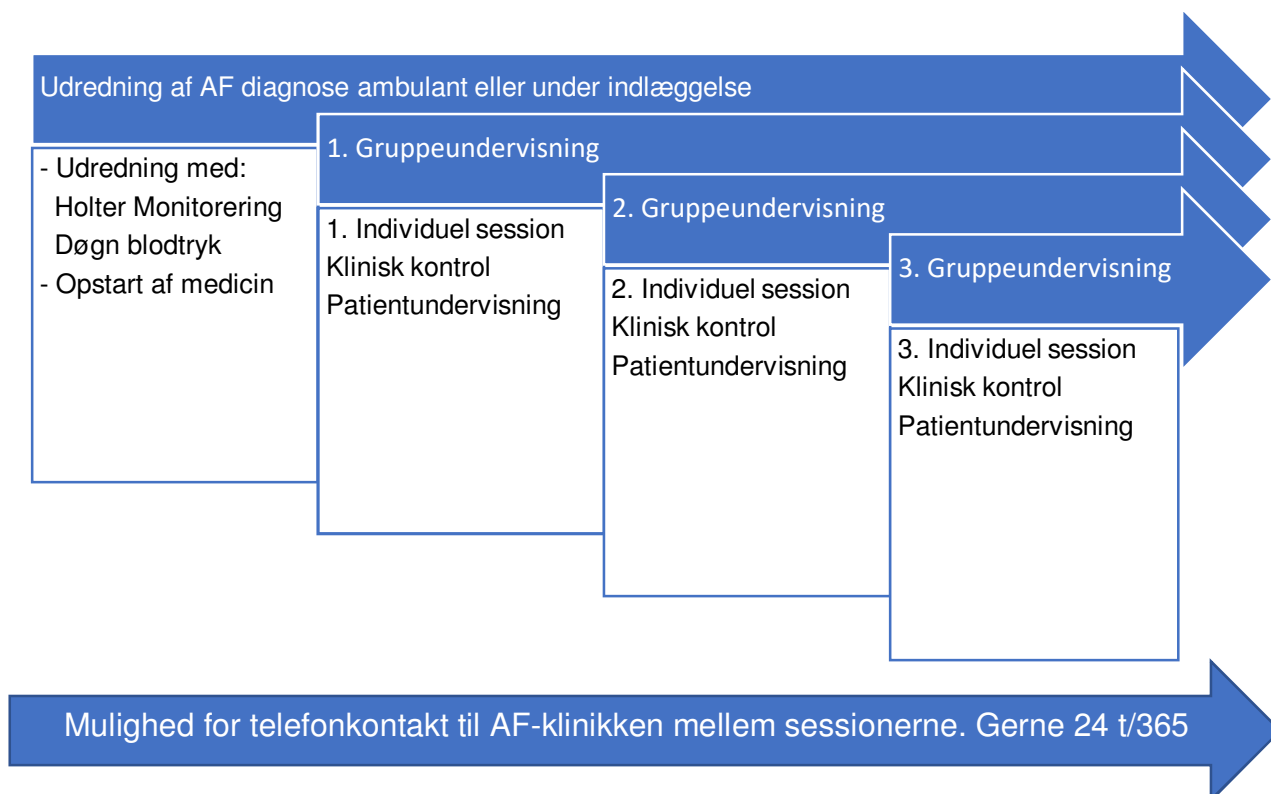 Udredning af AF diagnose ambulant eller under indlæggelse
- Udredning med:
Holter Monitorering
Døgn blodtryk
- Opstart af medicin
1. Gruppeundervisning
1. Individuel session
Klinisk kontrol
Patientundervisning
2. Gruppeundervisning
2. Individuel session
Klinisk kontrol
Patientundervisning
3. Gruppeundervisning
3. Individuel session
Klinisk kontrol
Patientundervisning
Mulighed for telefonkontakt til AF-klinikken mellem sessionerne. Gerne 24 t/365